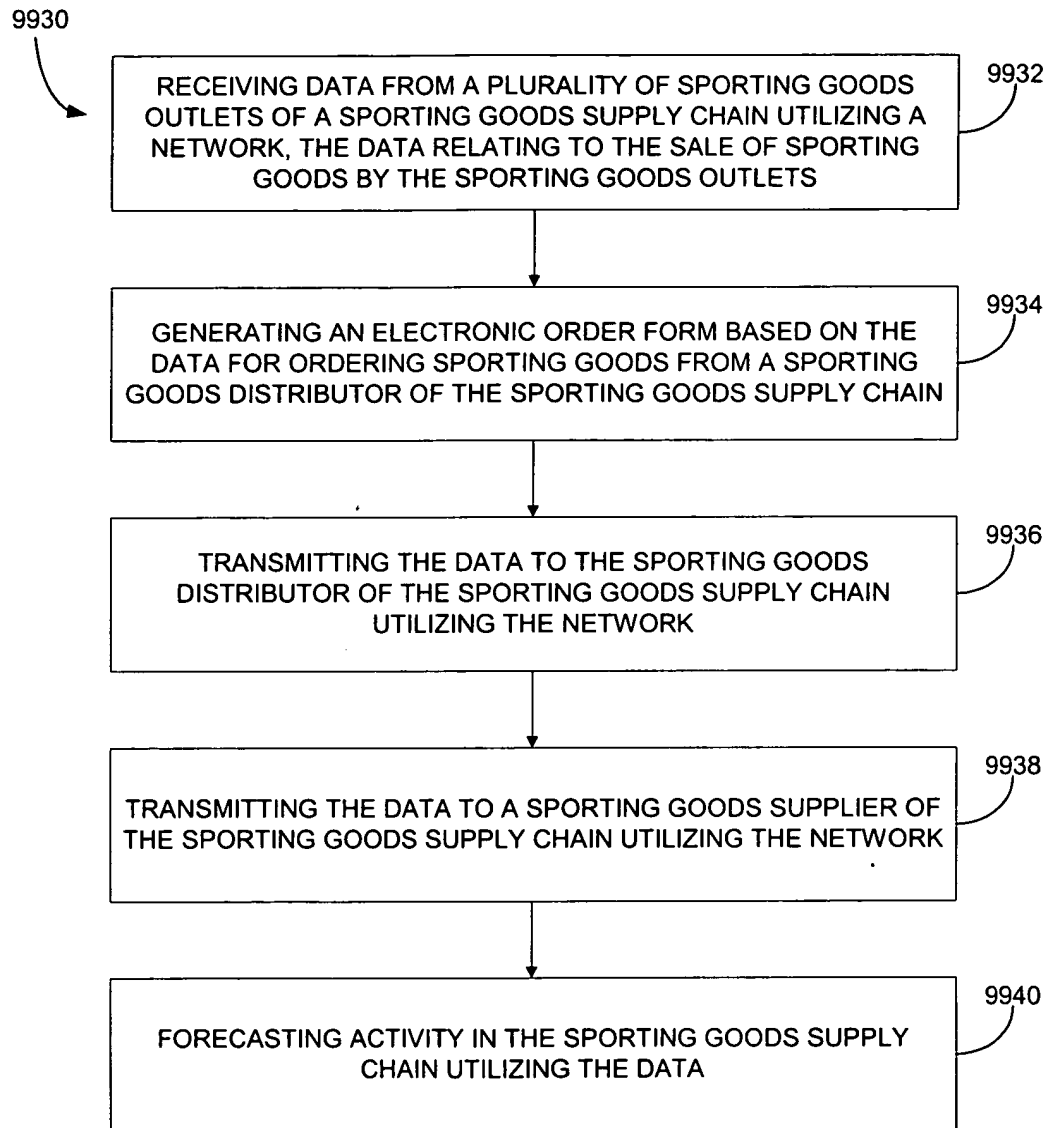 9930
RECEIVING DATA FROM A PLURALITY OF SPORTING GOODS
OUTLETS OF A SPORTING GOODS SUPPLY CHAIN UTILIZING A
NETWORK, THE DATA RELATING TO THE SALE OF SPORTING
GOODS BY THE SPORTING GOODS OUTLETS
9932
GENERATING AN ELECTRONIC ORDER FORM BASED ON THE
DATA FOR ORDERING SPORTING GOODS FROM A SPORTING
GOODS DISTRIBUTOR OF THE SPORTING GOODS SUPPLY CHAIN
9934
TRANSMITTING THE DATA TO THE SPORTING GOODS
DISTRIBUTOR OF THE SPORTING GOODS SUPPLY CHAIN
UTILIZING THE NETWORK
9936
TRANSMITTING THE DATA TO A SPORTING GOODS SUPPLIER OF
THE SPORTING GOODS SUPPLY CHAIN UTILIZING THE NETWORK
9938
FORECASTING ACTIVITY IN THE SPORTING GOODS SUPPLY
CHAIN UTILIZING THE DATA
9940